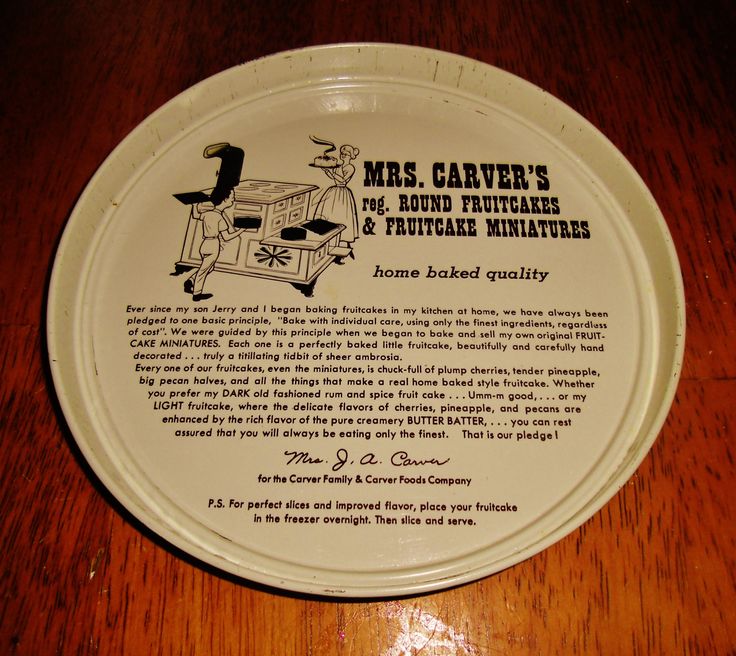 MRS. CARVER'S
reg. ROUND FRUITCAKES
& FRUITCAKE MINIATURES
home baked quality
Ever since my son Jerry and I began baking fruitcakes in my kitchen at home, we have always been
pledged to one basic principle, "Bake with individual care, using only the finest ingredients, regardless
of cost". We were guided by this principle when we began to bake and sell my own original FRUIT-
CAKE MINIATURES. Each one is a perfectly baked little fruitcake, beautifully and carefully hand
decorated . . . truly a titillating tidbit of sheer ambrosia.
Every one of our fruitcakes, even the miniatures, is chuck-full of plump cherries, tender pineapple,
big pecan halves, and all the things that make a real home baked style fruitcake. Whether
you prefer my DARK old fashioned rum and spice fruit cake . . . Umm-m good, . . . or my
LIGHT fruitcake, where the delicate flavors of cherries, pineapple, and pecans are
enhanced by the rich flavor of the pure creamery BUTTER BATTER, . . . you can rest
assured that you will always be eating only the finest. That is our pledge!
Mrs. J. A. Carver
for the Carver Family & Carver Foods Company
P.S. For perfect slices and improved flavor, place your fruitcake
in the freezer overnight. Then slice and serve.